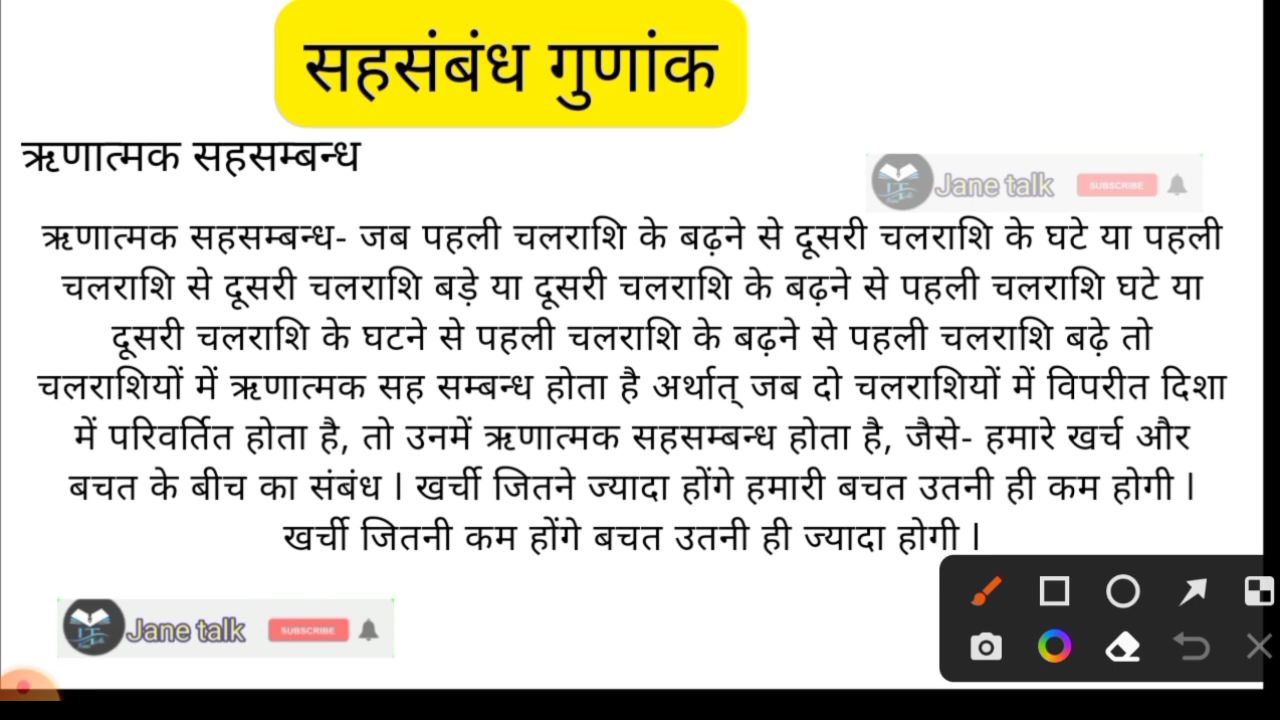 सहसंबंध गुणांक
ऋणात्मक सहसम्बन्ध
Jane talk SUBSCRIBE
ऋणात्मक सहसम्बन्ध- जब पहली चलराशि के बढ़ने से दूसरी चलराशि के घटे या पहली
चलराशि से दूसरी चलराशि बड़े या दूसरी चलराशि के बढ़ने से पहली चलराशि घटे या
दूसरी चलराशि के घटने से पहली चलराशि के बढ़ने से पहली चलराशि बढ़े तो
चलराशियों में ऋणात्मक सह सम्बन्ध होता है अर्थात् जब दो चलराशियों में विपरीत दिशा
में परिवर्तित होता है, तो उनमें ऋणात्मक सहसम्बन्ध होता है, जैसे- हमारे खर्च और
बचत के बीच का संबंध | खर्ची जितने ज्यादा होंगे हमारी बचत उतनी ही कम होगी |
खर्ची जितनी कम होंगे बचत उतनी ही ज्यादा होगी |
Jane talk SUBSCRIBE